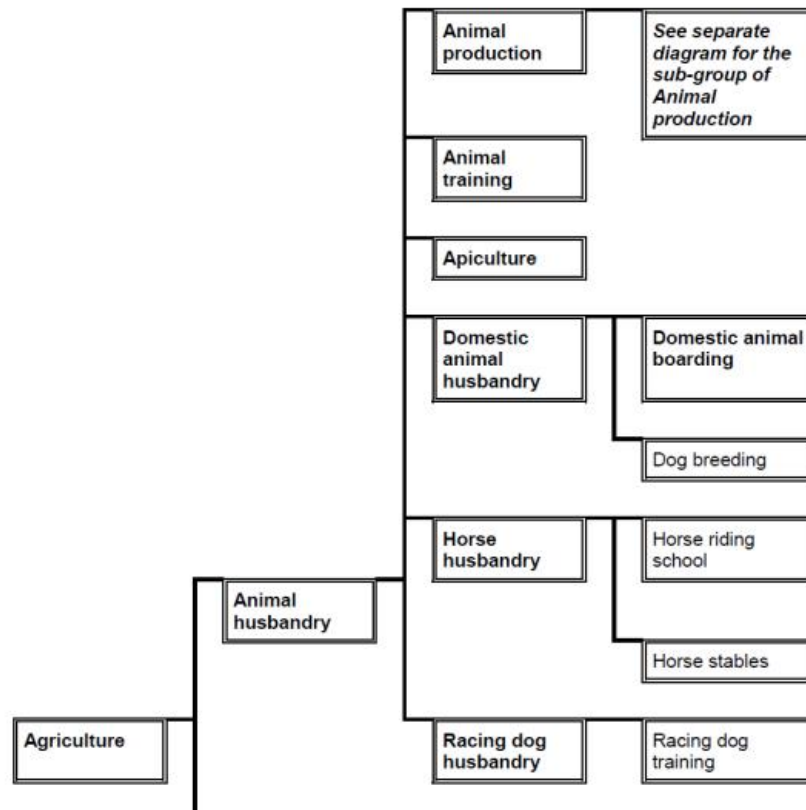 Animal
production
See separate
diagram for the
sub-group of
Animal
production
Animal
training
Apiculture
Domestic
animal
husbandry
Domestic animal
boarding
Dog breeding
Horse
husbandry
Horse riding
school
Animal
husbandry
Horse stables
Agriculture
Racing dog
husbandry
Racing dog
training